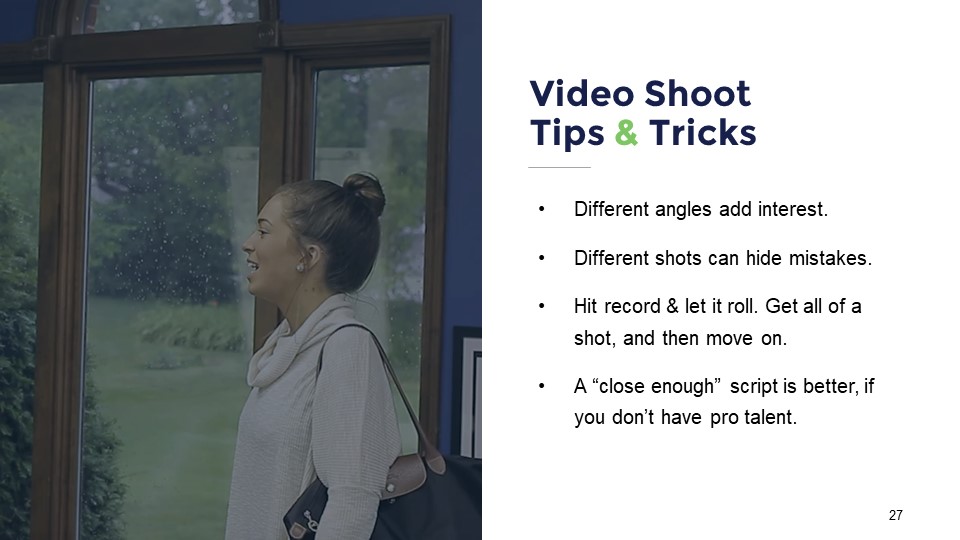 Video Shoot
Tips & Tricks
• Different angles add interest.
• Different shots can hide mistakes.
• Hit record & let it roll. Get all of a
shot, and then move on.
• A “close enough” script is better, if
you don’t have pro talent.
27